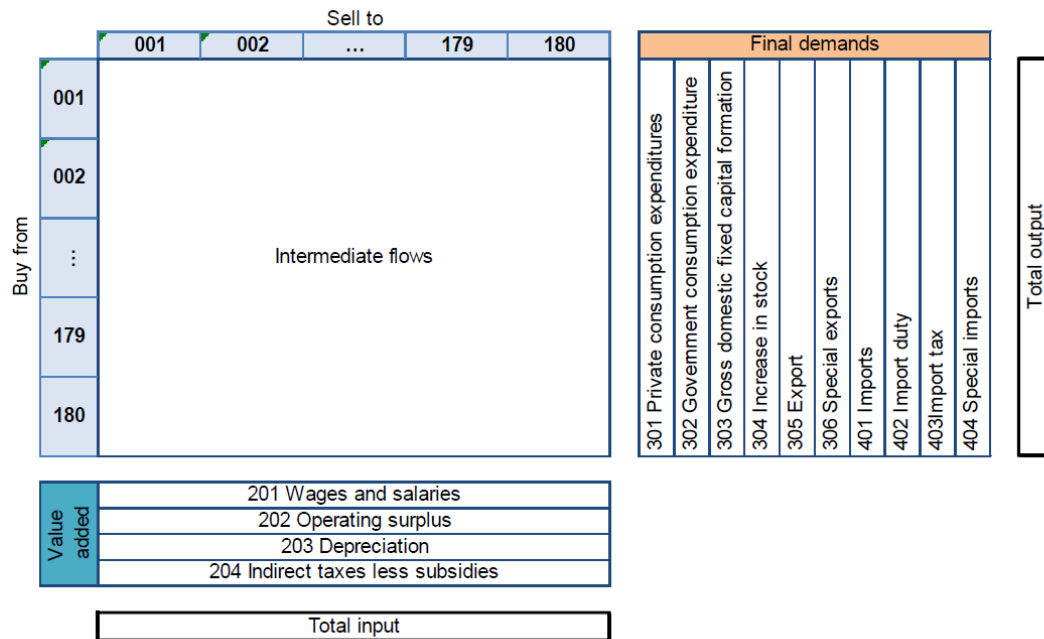 Sell to
001 002 ... 179 180
Final demands
Buy from
001
002
...
179
180
Intermediate flows
301 Private consumption expenditures
302 Government consumption expenditure
303 Gross domestic fixed capital formation
304 Increase in stock
305 Export
306 Special exports
401 Imports
402 Import duty
403Import tax
404 Special imports
Total output
Value
added
201 Wages and salaries
202 Operating surplus
203 Depreciation
204 Indirect taxes less subsidies
Total input